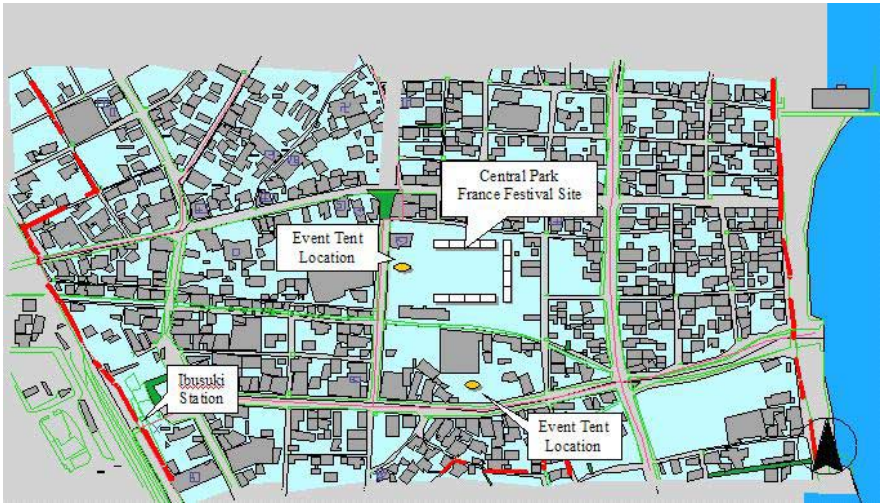 Central Park
France Festival Site
Event Tent
Location
Ibusuki
Station
Event Tent
Location